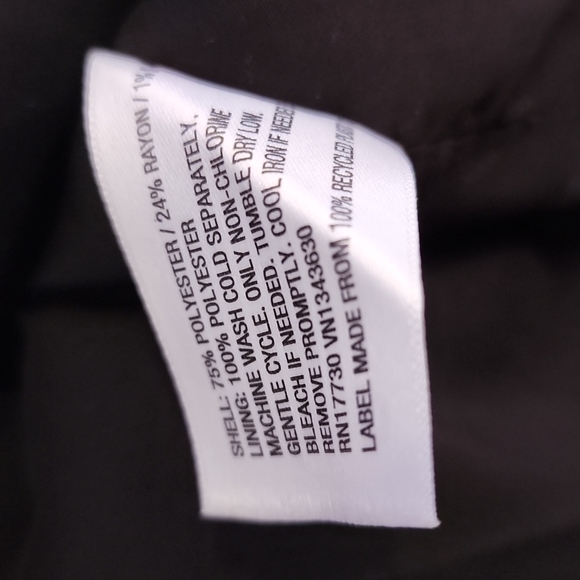 SHELL: 75% POLYESTER / 24% RAYON / 1%
LINING: 100% POLYESTER
MACHINE WASH COLD SEPARATELY.
GENTLE CYCLE. ONLY NON-CHLORINE
BLEACH IF NEEDED. TUMBLE DRY LOW.
REMOVE PROMPTLY. COOL IRON IF NEEDED
RN17730 VN1343630
LABEL MADE FROM 100% RECYCLED